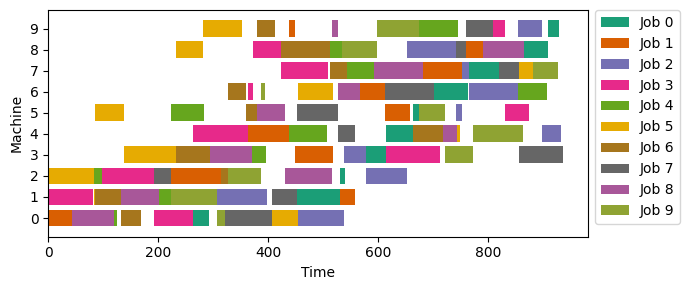 9
8
7
6
5
4
3
2
1
0
Machine
0 200 400 600 800
Time
Job 0
Job 1
Job 2
Job 3
Job 4
Job 5
Job 6
Job 7
Job 8
Job 9